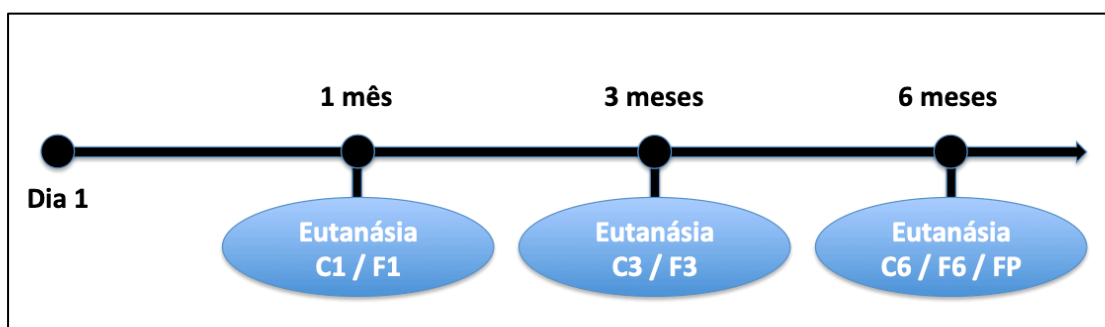 1 mês
3 meses
6 meses
Dia 1
Eutanásia
C1 / F1
Eutanásia
C3 / F3
Eutanásia
C6 / F6 / FP